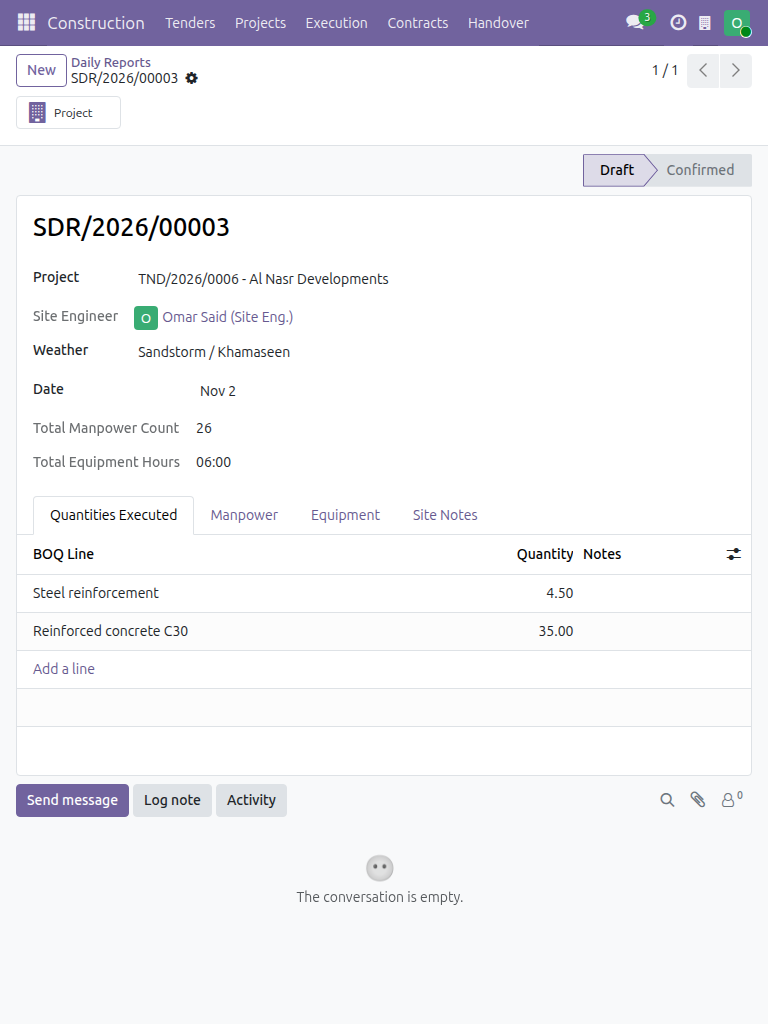 Construction Tenders Projects Execution Contracts Handover 3 O
New Daily Reports
SDR/2026/00003
1 / 1
Project
Draft Confirmed
SDR/2026/00003
Project TND/2026/0006 - Al Nasr Developments
Site Engineer O Omar Said (Site Eng.)
Weather Sandstorm / Khamaseen
Date Nov 2
Total Manpower Count 26
Total Equipment Hours 06:00
Quantities Executed Manpower Equipment Site Notes
BOQ Line Quantity Notes
Steel reinforcement 4.50
Reinforced concrete C30 35.00
Add a line
Send message Log note Activity 0
The conversation is empty.